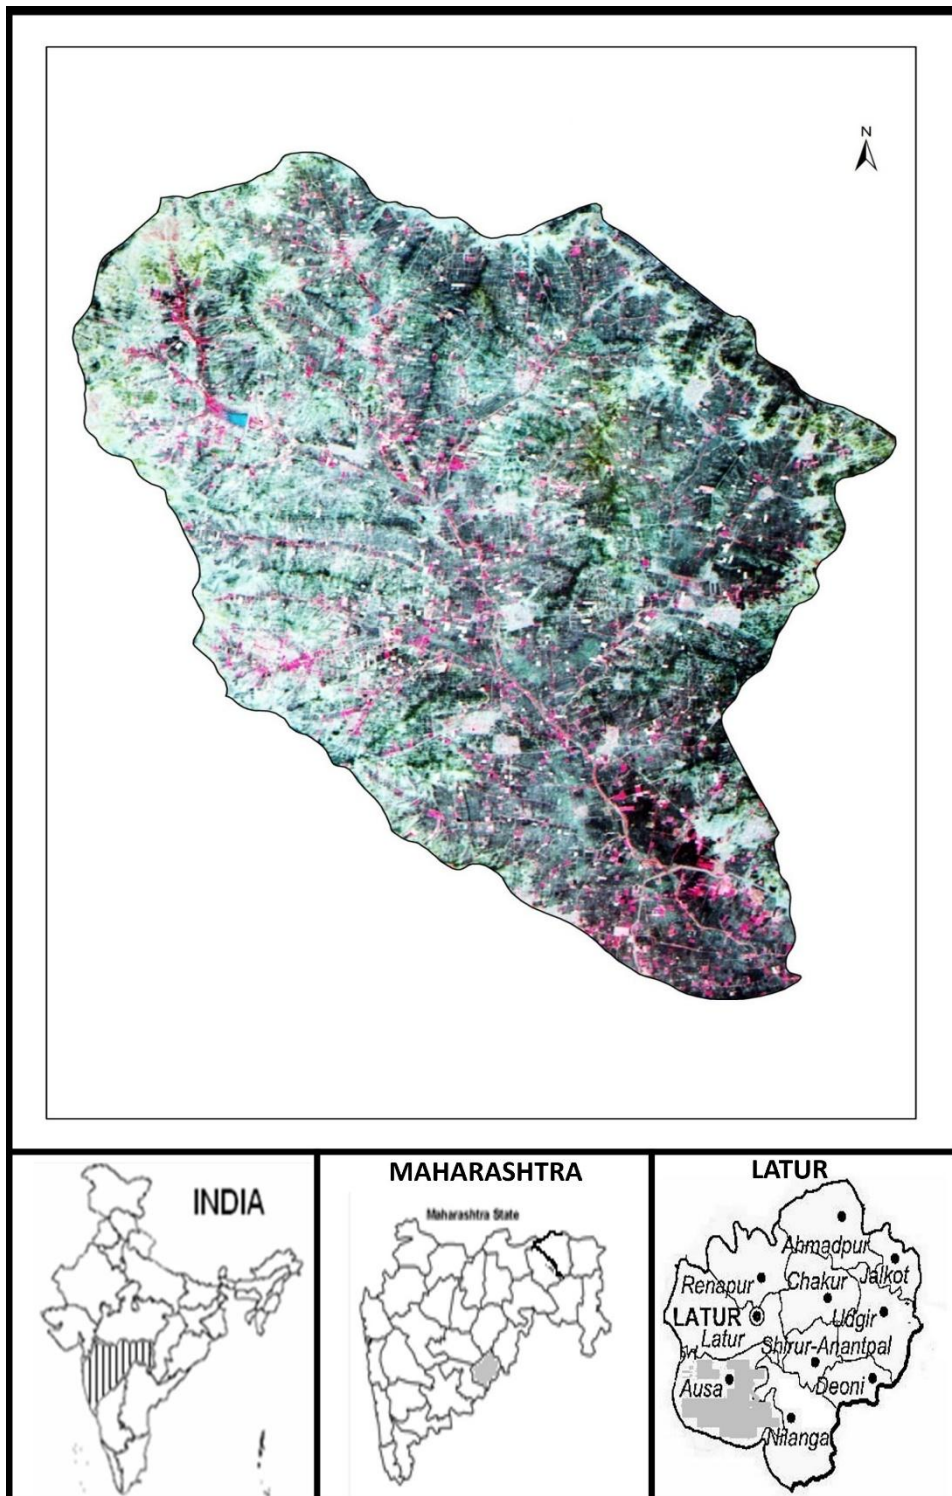 N
INDIA
MAHARASHTRA
Maharashtra State
LATUR
Ahmadpur
Renapur
Chakur
Jalkot
LATUR
Udgir
Latur
Shirur-Anantpal
Ausa
Deoni
Nilanga